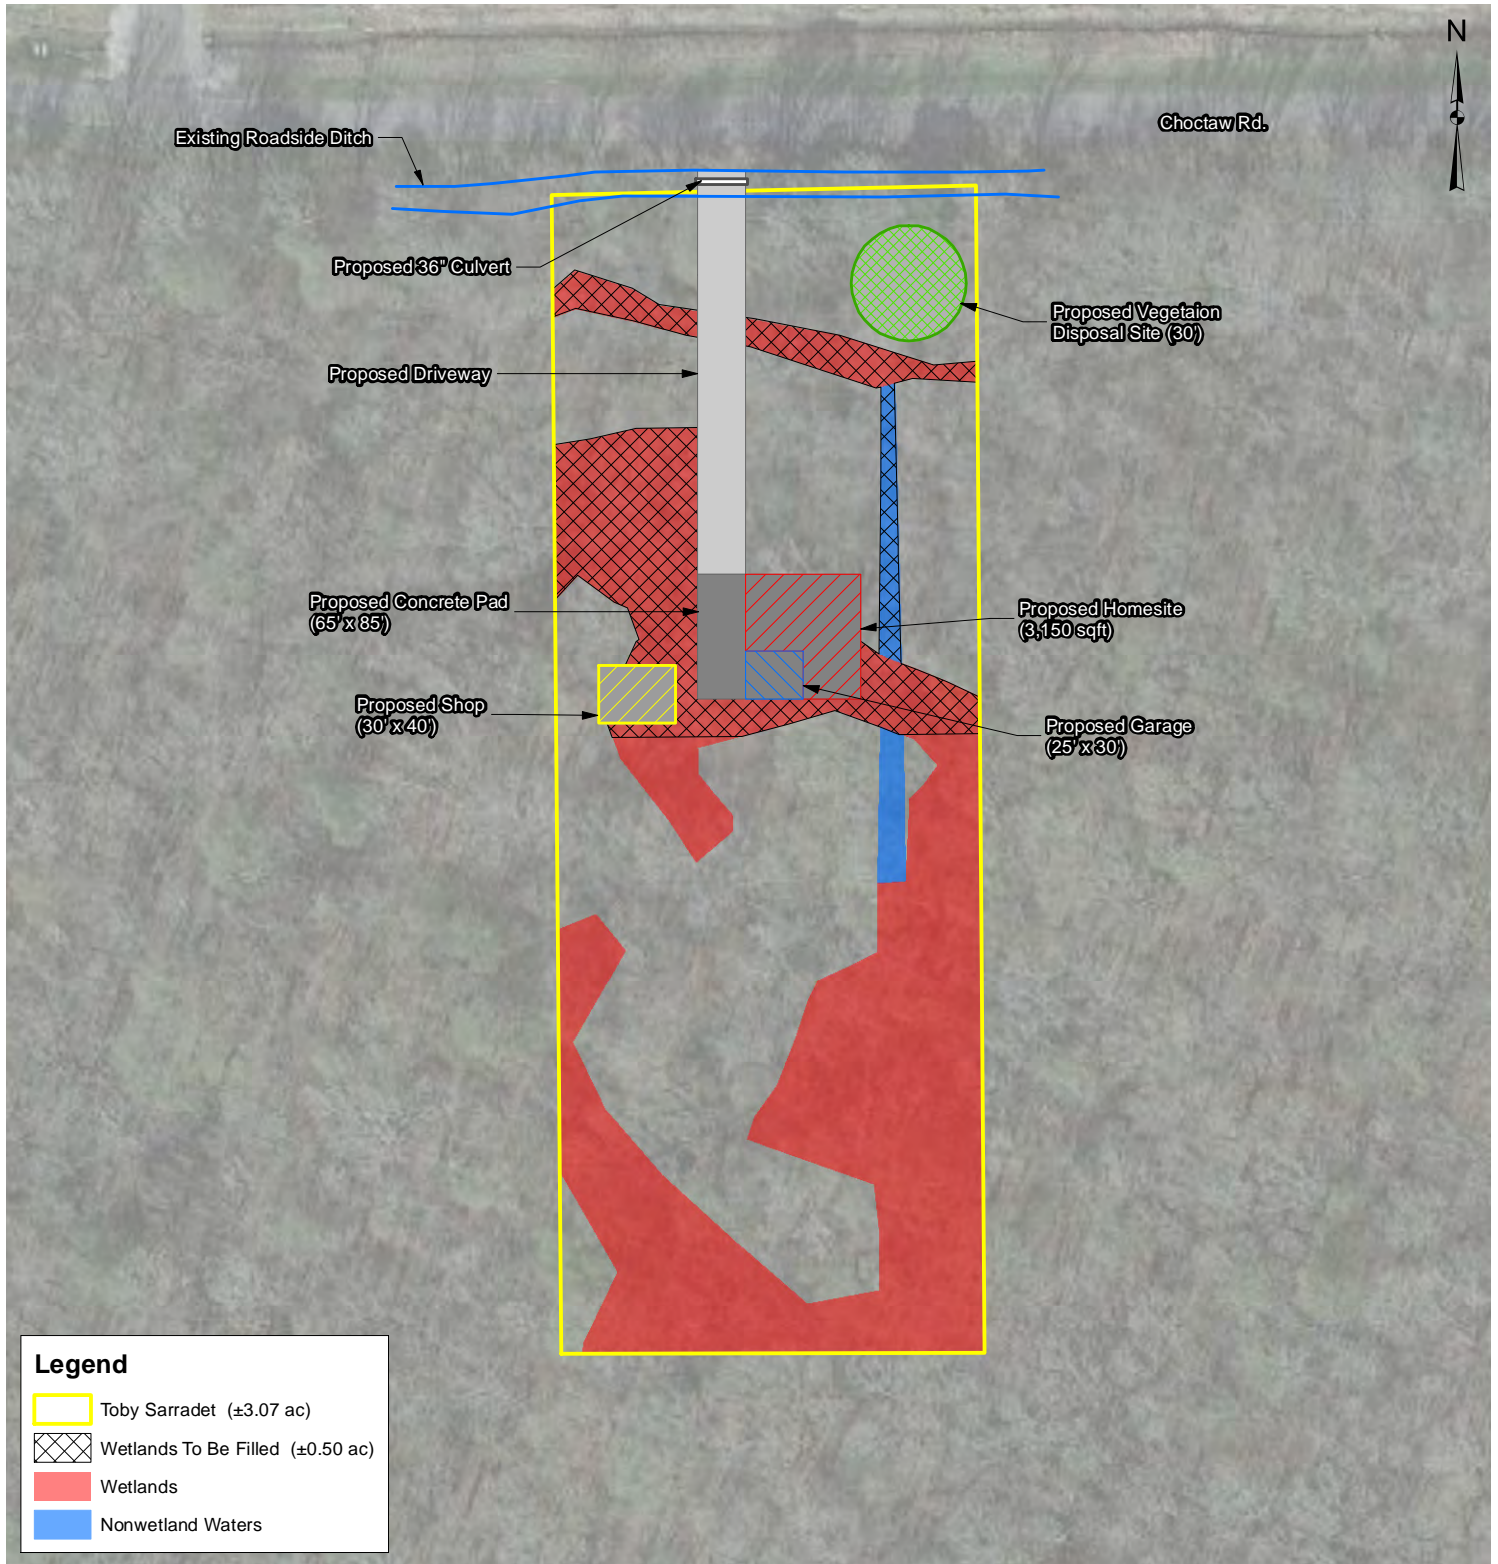 N
Choctaw Rd.
Existing Roadside Ditch
Proposed 36" Culvert
Proposed Vegetaion
Disposal Site (30')
Proposed Driveway
Proposed Concrete Pad
(65' x 85')
Proposed Homesite
(3,150 sqft)
Proposed Shop
(30' x 40')
Proposed Garage
(25' x 30')
Legend
Toby Sarradet (±3.07 ac)
Wetlands To Be Filled (±0.50 ac)
Wetlands
Nonwetland Waters